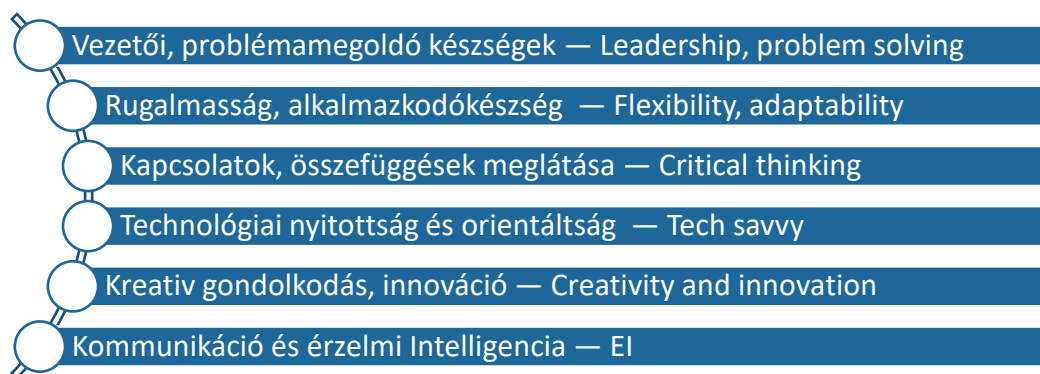 Vezetői, problémamegoldó készségek — Leadership, problem solving
Rugalmasság, alkalmazkodókészség — Flexibility, adaptability
Kapcsolatok, összefüggések meglátása — Critical thinking
Technológiai nyitottság és orientáltság — Tech savvy
Kreativ gondolkodás, innováció — Creativity and innovation
Kommunikáció és érzelmi Intelligencia — EI